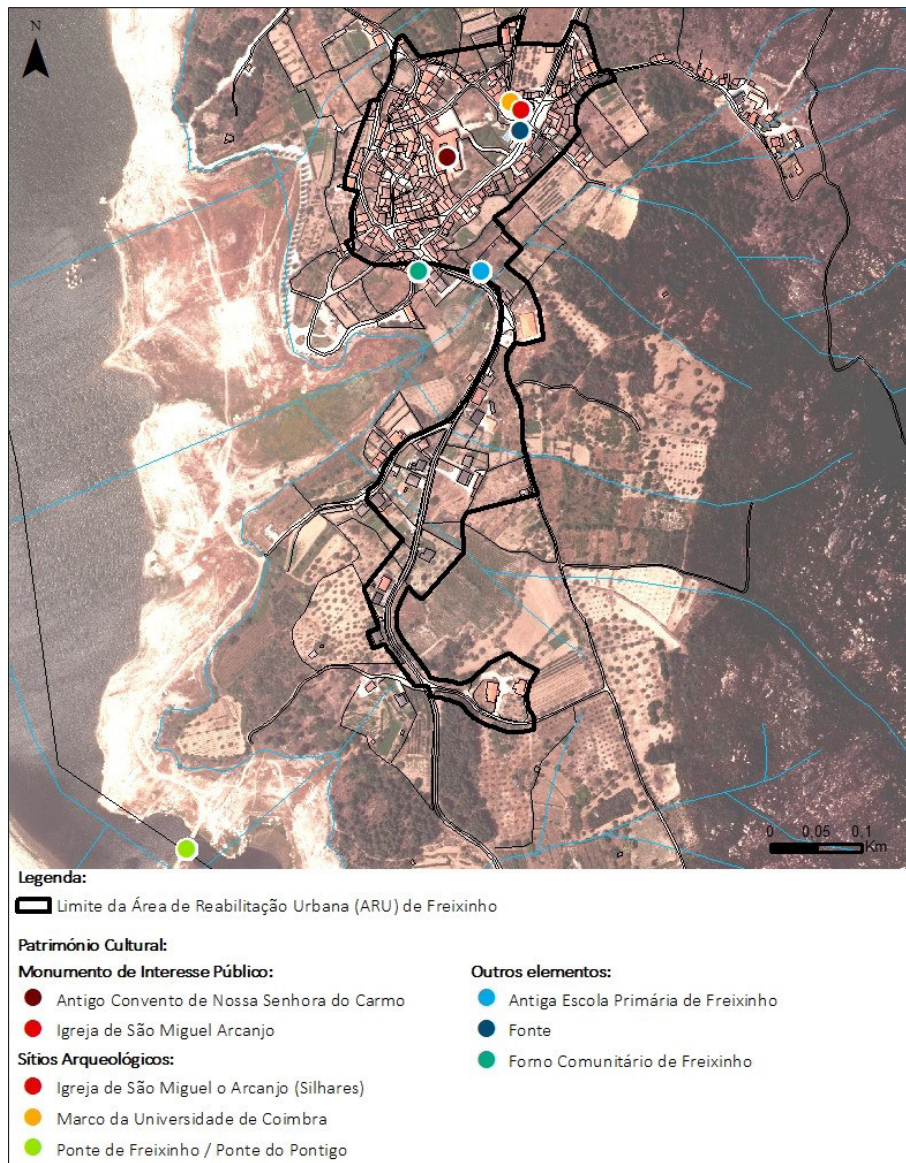 N
0 0,05 0,1
Km
Legenda:
Limite da Área de Reabilitação Urbana (ARU) de Freixinho
Património Cultural:
Monumento de Interesse Público:
Antigo Convento de Nossa Senhora do Carmo
Igreja de São Miguel Arcanjo
Sítios Arqueológicos:
Igreja de São Miguel o Arcanjo (Silhares)
Marco da Universidade de Coimbra
Ponte de Freixinho / Ponte do Pontigo
Outros elementos:
Antiga Escola Primária de Freixinho
Fonte
Forno Comunitário de Freixinho